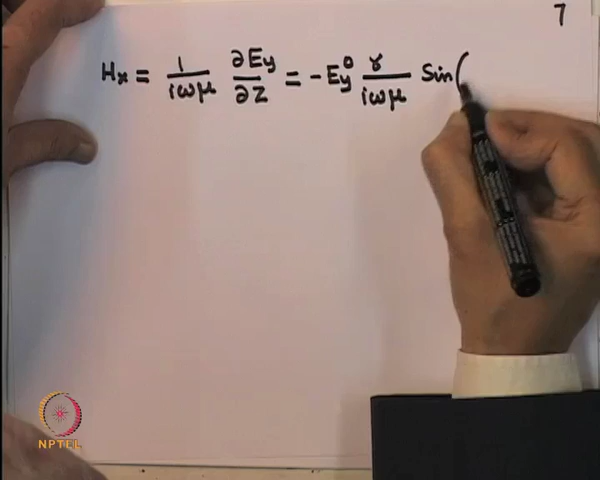 7
Hx = 1/iωμ ∂Ey/∂z = -Ey⁰ γ/iωμ Sin(
NPTEL